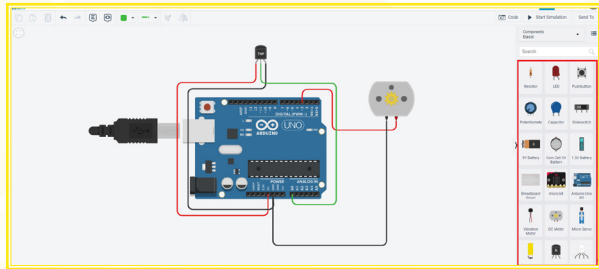 Code
Start Simulation
Send To
Components
Basic
Search
TMP
DIGITAL (PWM~)
UNO
ARDUINO
POWER
ANALOG IN
Resistor
LED
Pushbutton
Potentiometer
Capacitor
Slideswitch
9V Battery
Coin Cell 3V
Battery
1.5V Battery
Breadboard
Small
micro:bit
Arduino Uno
R3
Vibration
Motor
DC Motor
Micro Servo